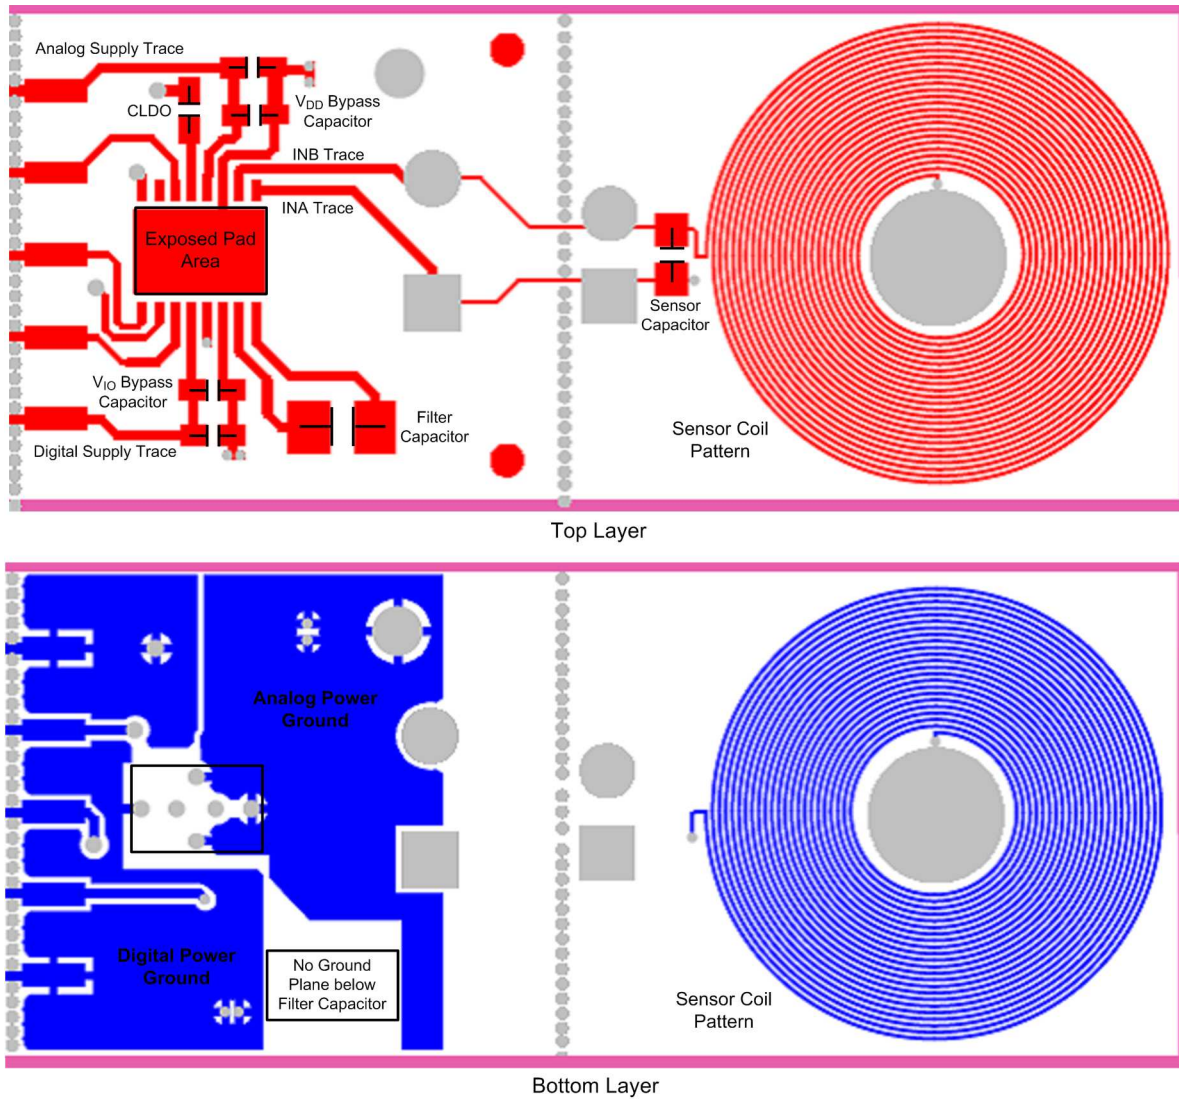 Analog Supply Trace
CLDO
VDD Bypass
Capacitor
INB Trace
INA Trace
Exposed Pad
Area
Sensor
Capacitor
VIO Bypass
Capacitor
Digital Supply Trace
Filter
Capacitor
Sensor Coil
Pattern
Top Layer
Analog Power
Ground
Digital Power
Ground
No Ground
Plane below
Filter Capacitor
Sensor Coil
Pattern
Bottom Layer